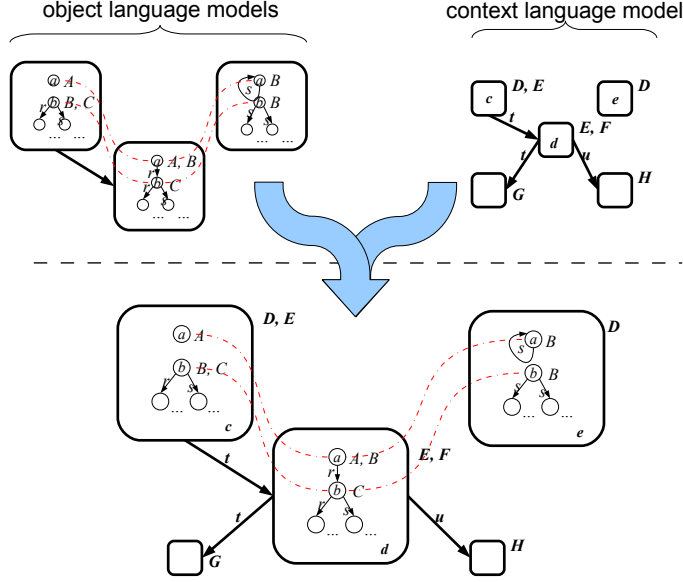 object language models
context language model
a A
b B, C
r s
... ...
a B
s
b B
s s
... ...
a A, B
r
b C
r s
... ...
c D, E
e D
t
d E, F
t u
G
H
D, E
a A
b B, C
r s
... ...
c
D
a B
s
b B
s s
... ...
e
t
E, F
a A, B
r
b C
r s
... ...
d
t
u
G
H